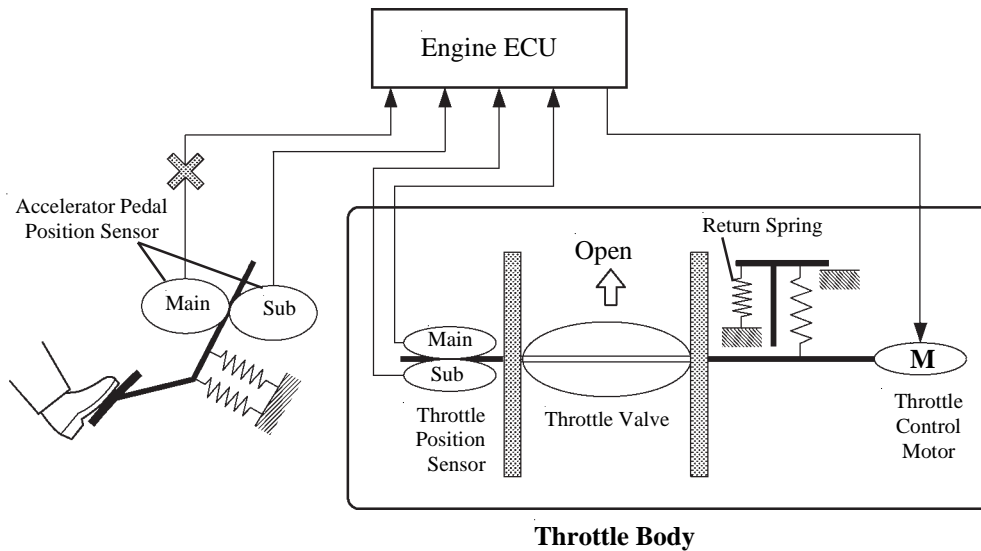 Engine ECU
Accelerator Pedal
Position Sensor
Main
Sub
Return Spring
Open
Main
Sub
M
Throttle
Position
Sensor
Throttle Valve
Throttle
Control
Motor
Throttle Body